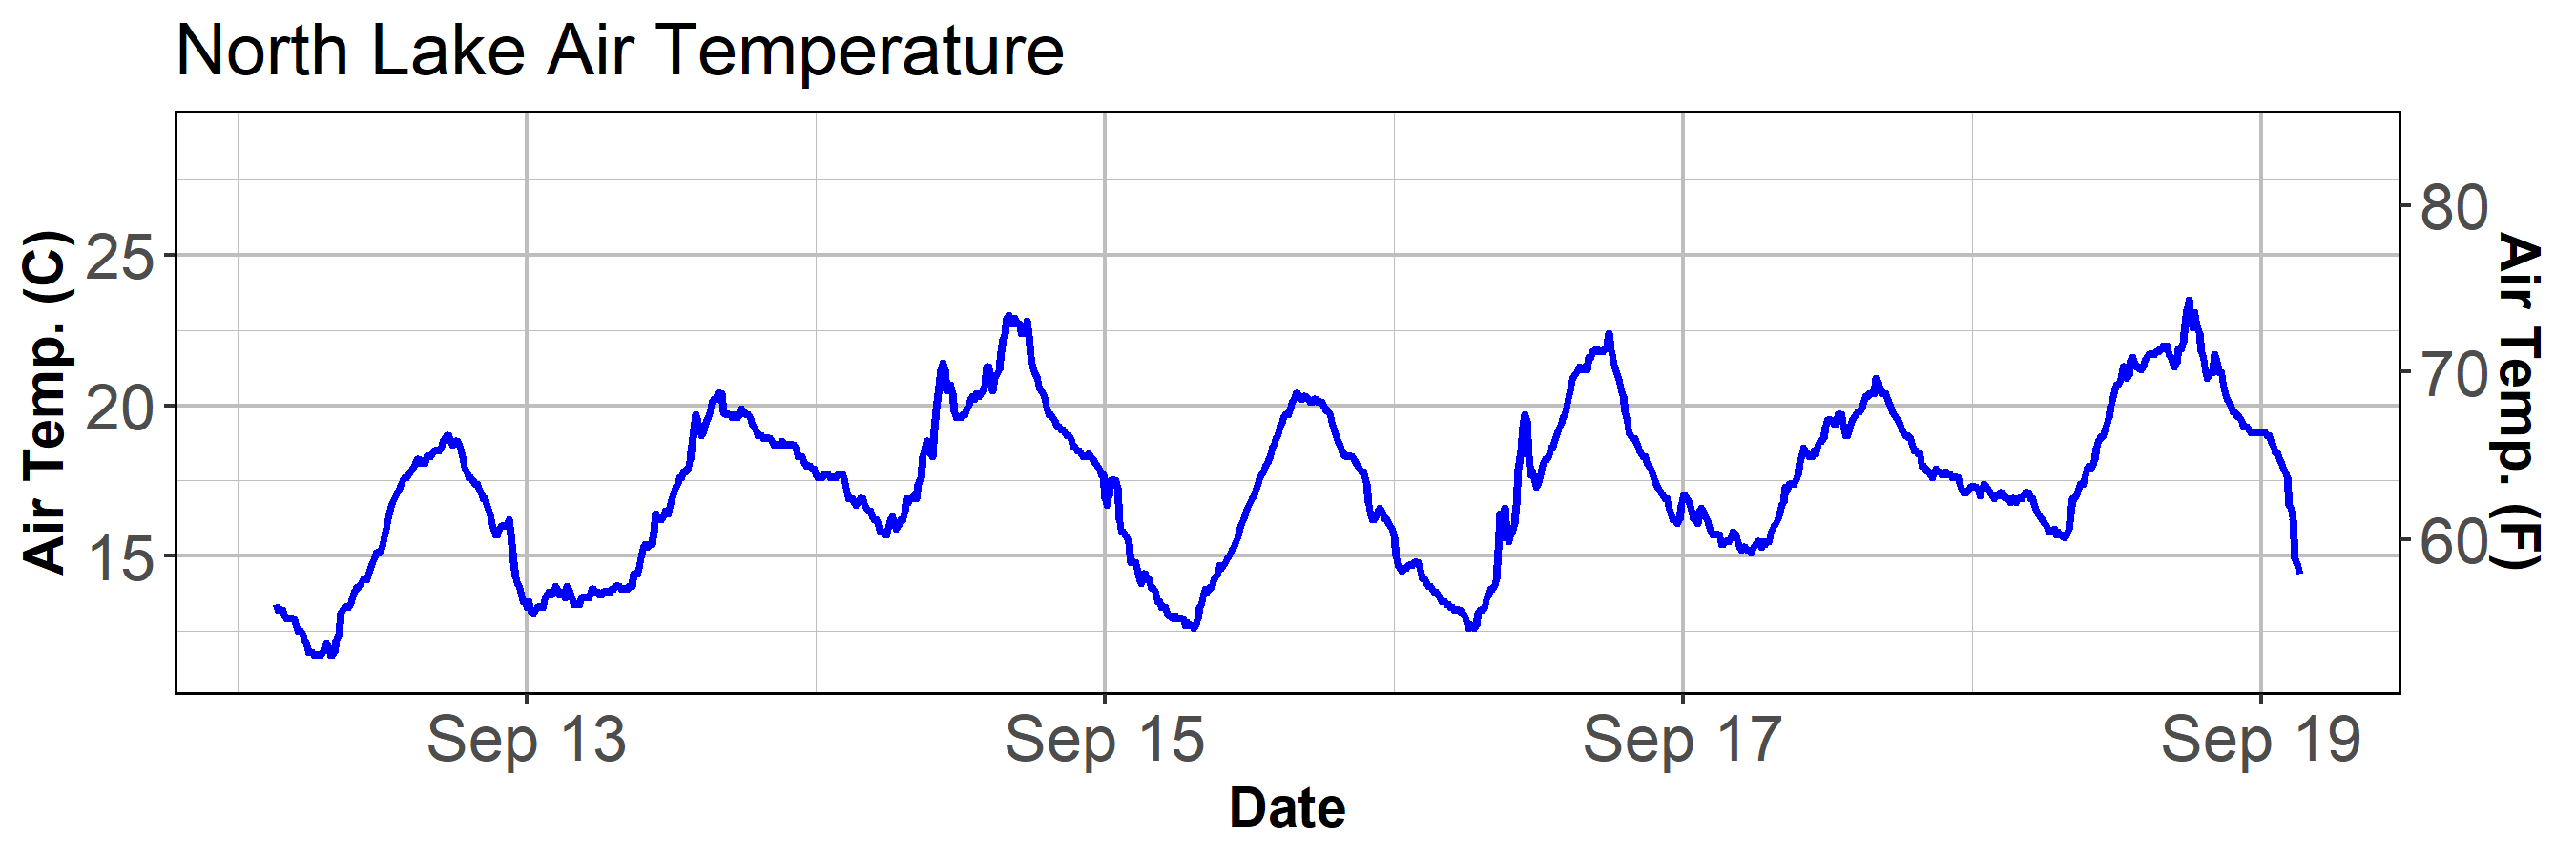 North Lake Air Temperature
Air Temp. (C)
25
20
15
80
70
60
Air Temp. (F)
Sep 13
Sep 15
Sep 17
Sep 19
Date